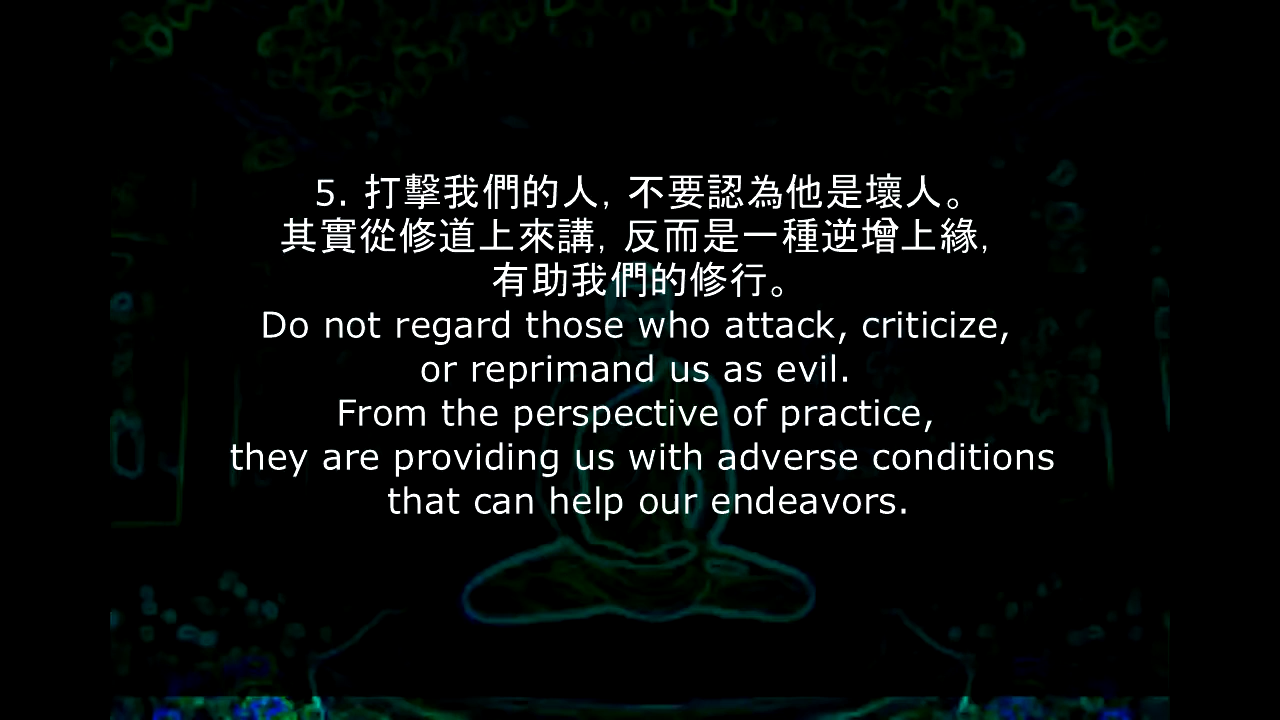 5. 打擊我們的人, 不要認為他是壞人。
其實從修道上來講, 反而是一種逆增上緣,
有助我們的修行。
Do not regard those who attack, criticize,
or reprimand us as evil.
From the perspective of practice,
they are providing us with adverse conditions
that can help our endeavors.